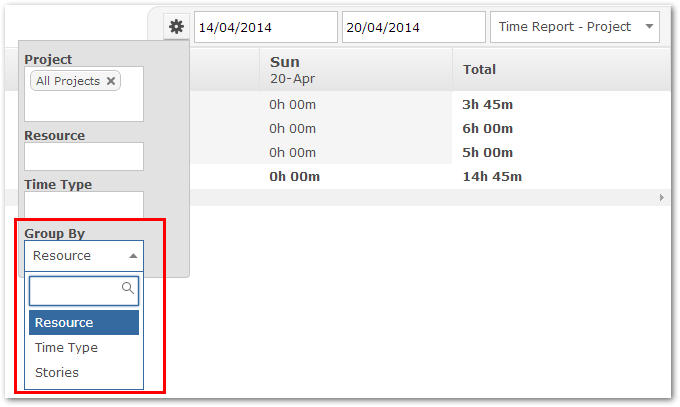 14/04/2014 20/04/2014 Time Report - Project
Project
All Projects
Resource
Time Type
Group By
Resource
Resource
Time Type
Stories
Sun Total
20-Apr
0h 00m 3h 45m
0h 00m 6h 00m
0h 00m 5h 00m
0h 00m 14h 45m